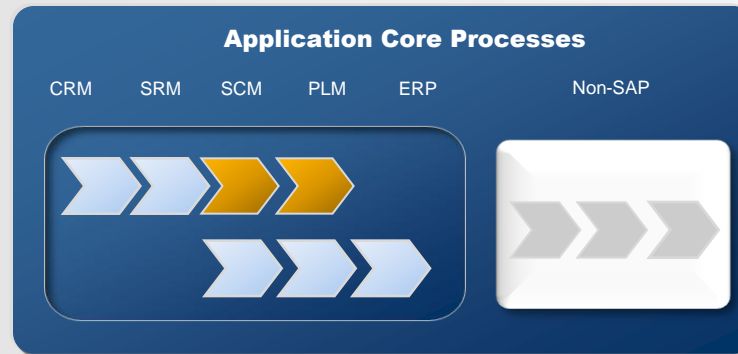 Application Core Processes
CRM SRM SCM PLM ERP Non-SAP